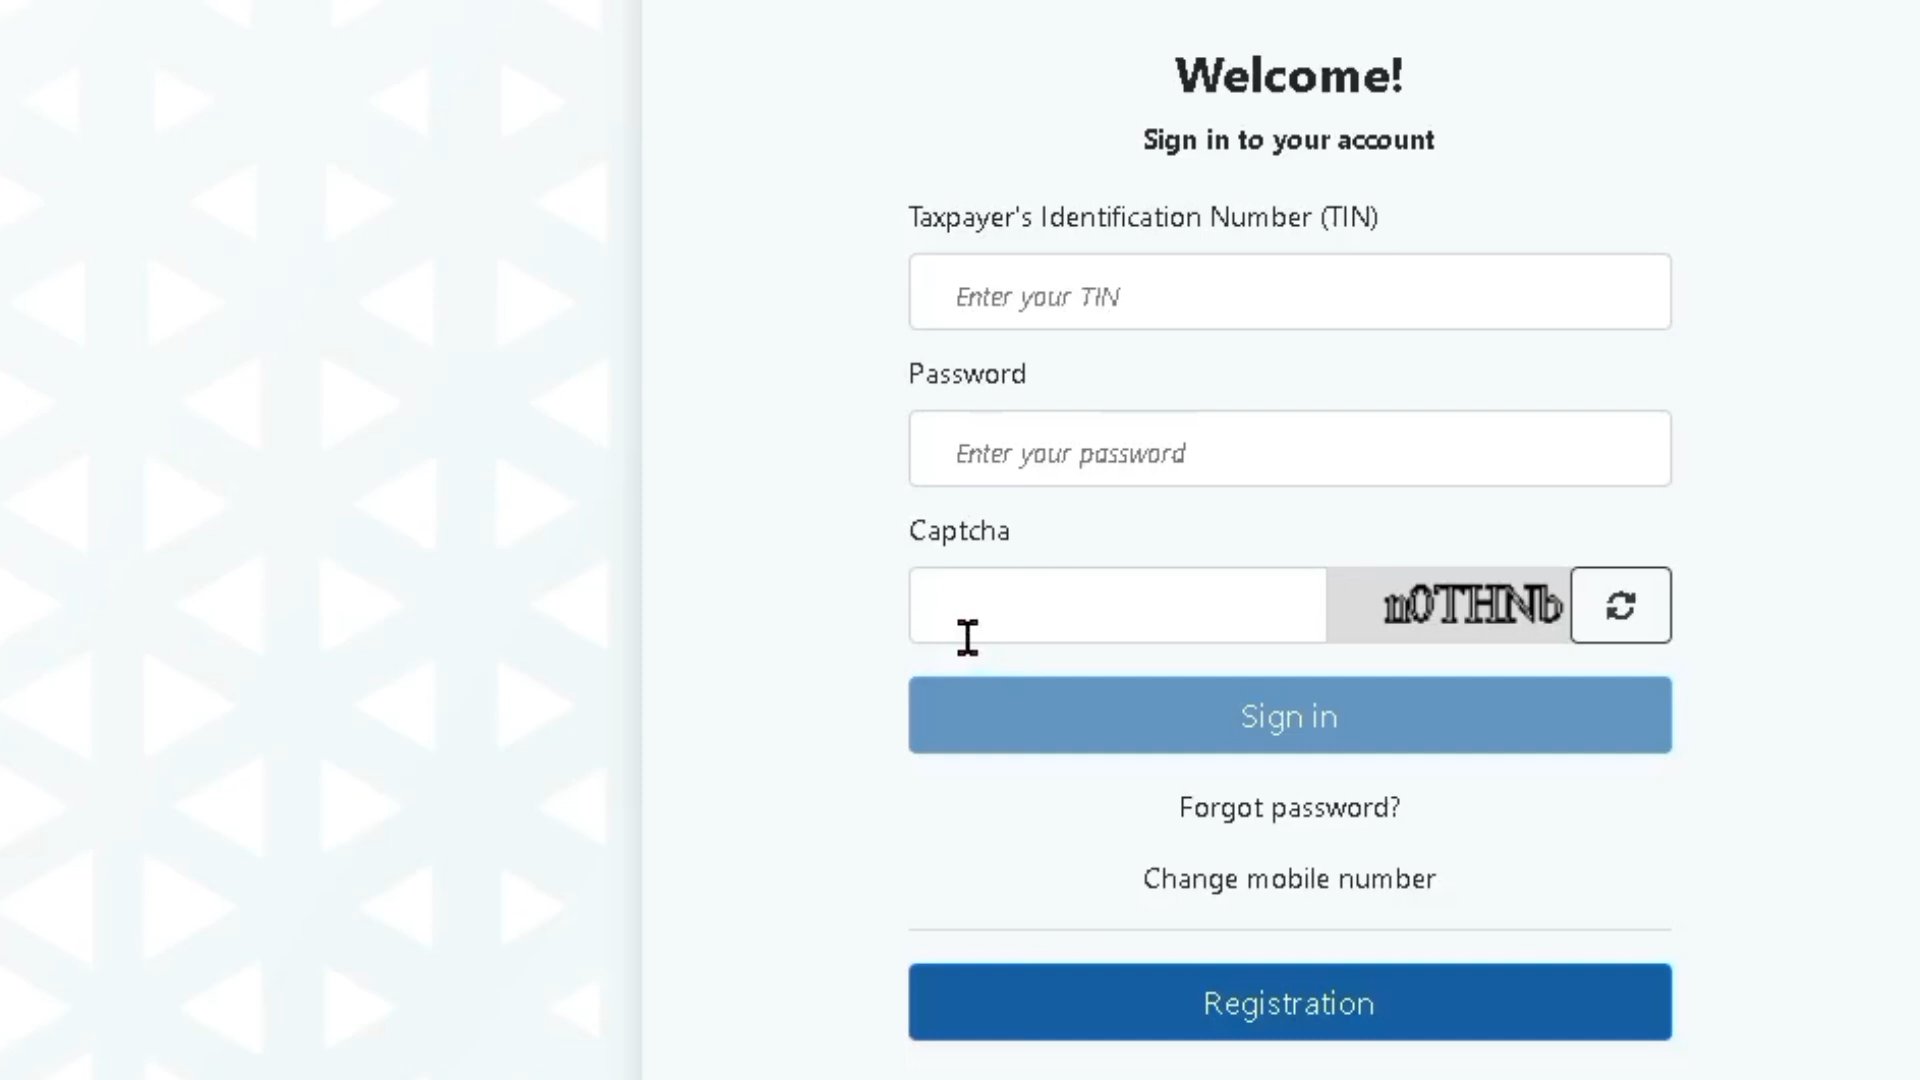 Welcome!
Sign in to your account
Taxpayer's Identification Number (TIN)
Enter your TIN
Password
Enter your password
Captcha
n0THNb
Sign in
Forgot password?
Change mobile number
Registration